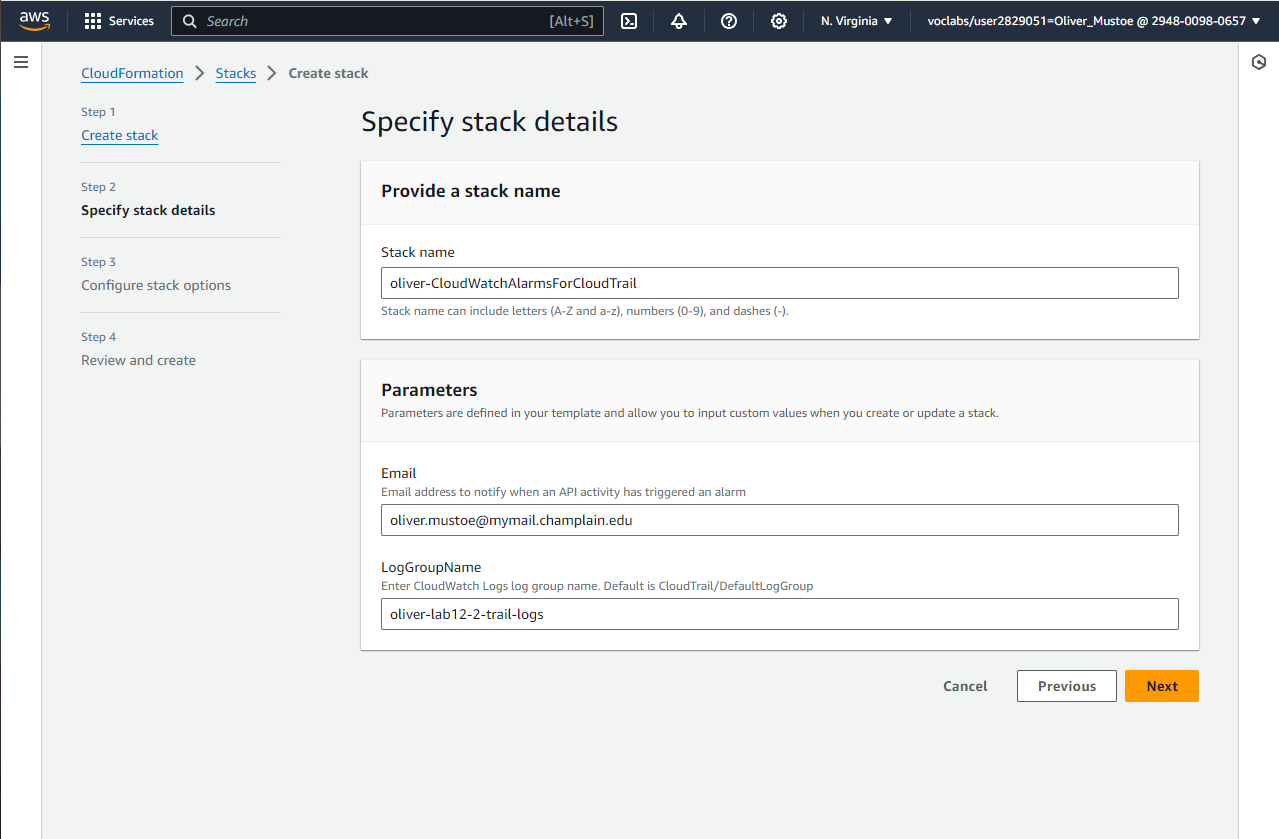 aws
Services
Search [Alt+S]
N. Virginia
voclabs/user2829051=Oliver_Mustoe @ 2948-0098-0657
CloudFormation > Stacks > Create stack
Step 1
Create stack
Step 2
Specify stack details
Step 3
Configure stack options
Step 4
Review and create
Specify stack details
Provide a stack name
Stack name
oliver-CloudWatchAlarmsForCloudTrail
Stack name can include letters (A-Z and a-z), numbers (0-9), and dashes (-).
Parameters
Parameters are defined in your template and allow you to input custom values when you create or update a stack.
Email
Email address to notify when an API activity has triggered an alarm
oliver.mustoe@mymail.champlain.edu
LogGroupName
Enter CloudWatch Logs log group name. Default is CloudTrail/DefaultLogGroup
oliver-lab12-2-trail-logs
Cancel
Previous
Next